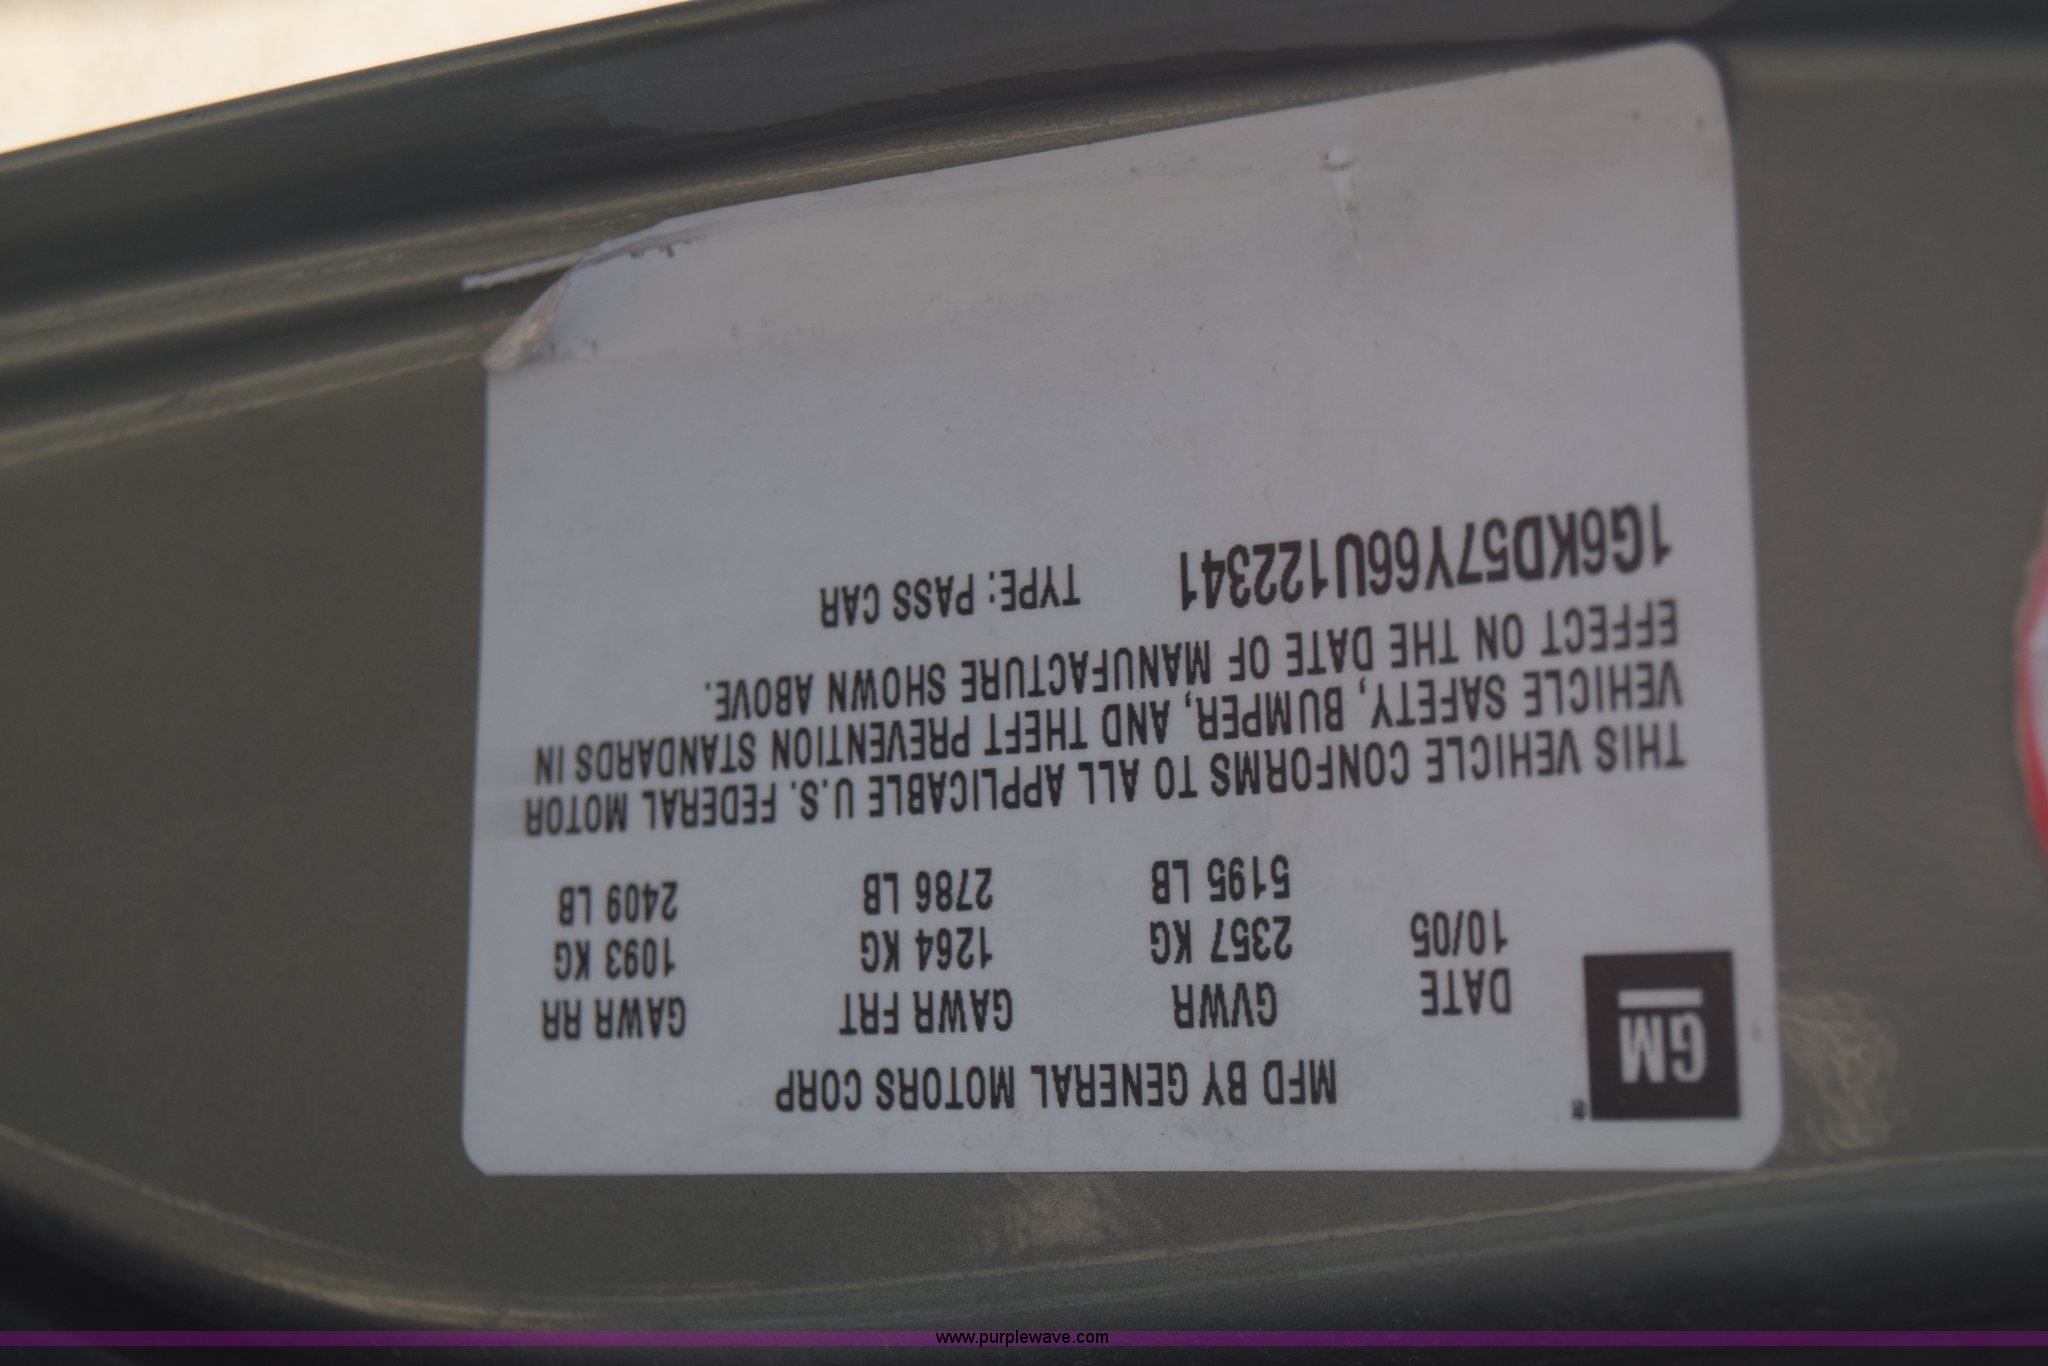 GM
®
MFD BY GENERAL MOTORS CORP
DATE GVWR GAWR FRT GAWR RR
10/05 2357 KG 1264 KG 1093 KG
5195 LB 2786 LB 2409 LB
THIS VEHICLE CONFORMS TO ALL APPLICABLE U.S. FEDERAL MOTOR
VEHICLE SAFETY, BUMPER, AND THEFT PREVENTION STANDARDS IN
EFFECT ON THE DATE OF MANUFACTURE SHOWN ABOVE.
1G6KD57Y66U122341 TYPE: PASS CAR
www.purplewave.com